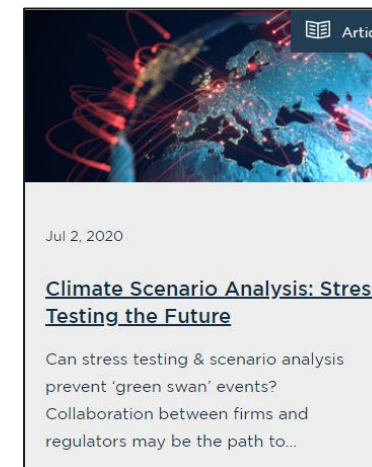 Artic
Jul 2, 2020
Climate Scenario Analysis: Stres
Testing the Future
Can stress testing & scenario analysis
prevent ‘green swan’ events?
Collaboration between firms and
regulators may be the path to...